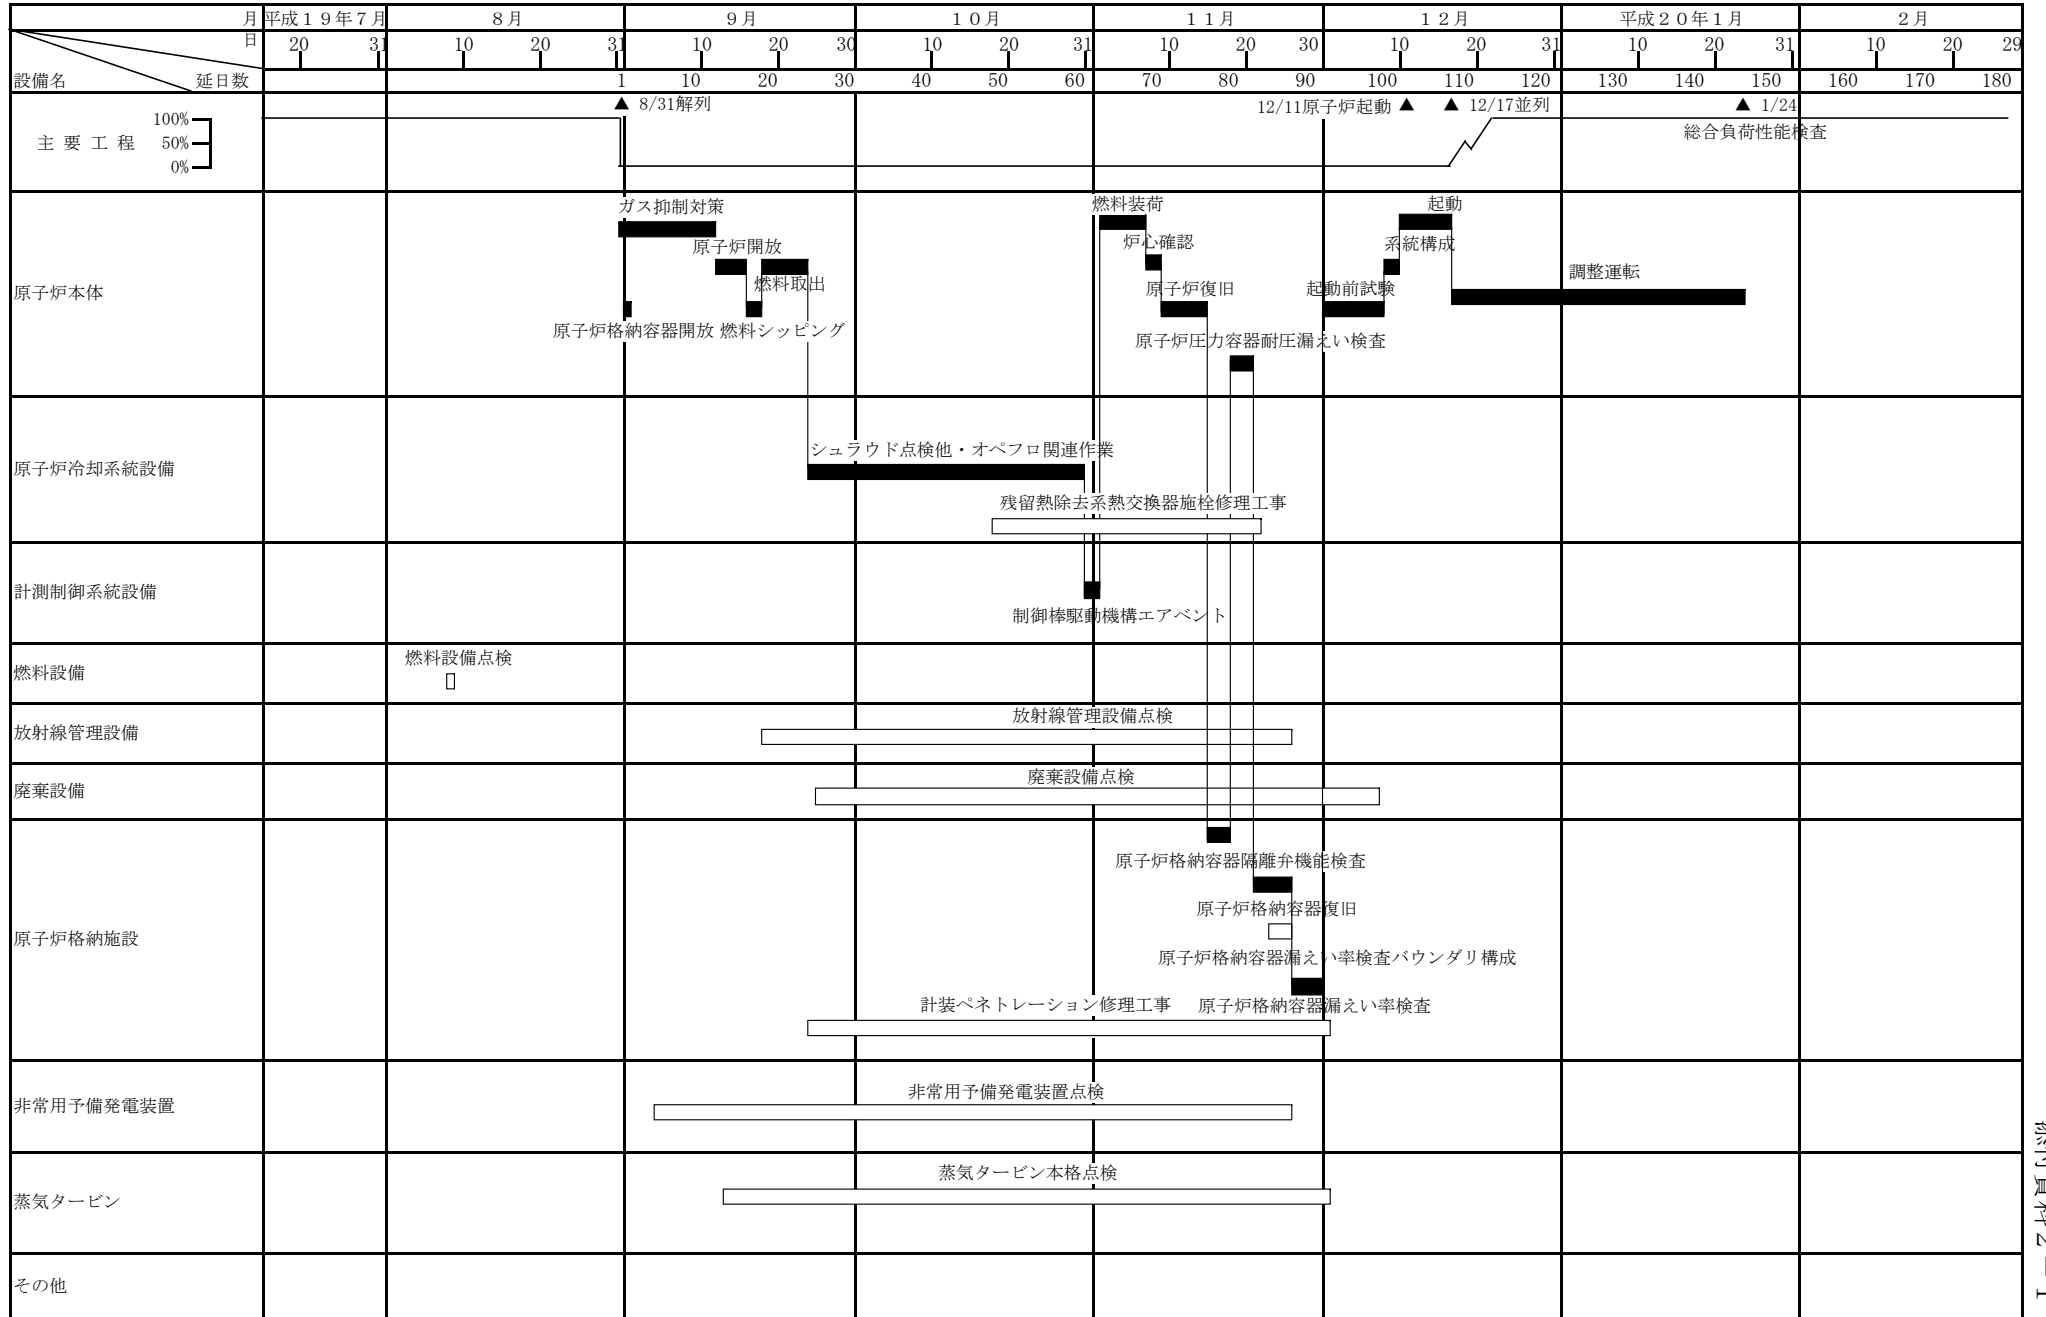 月 平成１９年７月 ８月 ９月 １０月 １１月 １２月 平成２０年１月 ２月
日 20 31 10 20 31 10 20 30 10 20 31 10 20 30 10 20 31 10 20 31 10 20 29
設備名 延日数 1 10 20 30 40 50 60 70 80 90 100 110 120 130 140 150 160 170 180
▲ 8/31解列 12/11原子炉起動 ▲ ▲ 12/17並列 ▲ 1/24
総合負荷性能検査
主要工程
100%
50%
0%
原子炉本体
ガス抑制対策
原子炉開放
燃料取出
原子炉格納容器開放 燃料シッピング
燃料装荷
炉心確認
原子炉復旧
原子炉圧力容器耐圧漏えい検査
起動
系統構成
起動前試験
調整運転
原子炉冷却系統設備
シュラウド点検他・オペフロ関連作業
残留熱除去系熱交換器施栓修理工事
計測制御系統設備
制御棒駆動機構エアベント
燃料設備
燃料設備点検
放射線管理設備
放射線管理設備点検
廃棄設備
廃棄設備点検
原子炉格納施設
原子炉格納容器隔離弁機能検査
原子炉格納容器復旧
原子炉格納容器漏えい率検査バウンダリ構成
計装ペネトレーション修理工事 原子炉格納容器漏えい率検査
非常用予備発電装置
非常用予備発電装置点検
蒸気タービン
蒸気タービン本格点検
その他
添付資料２－１